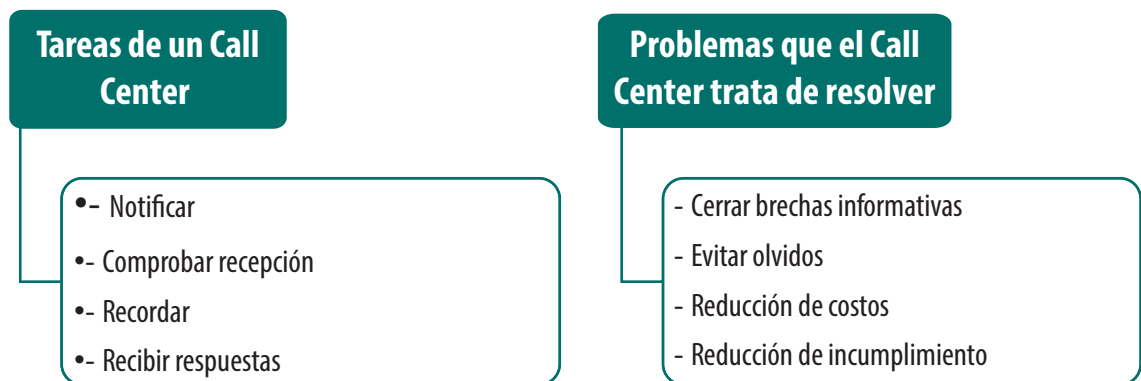 Tareas de un Call
Center
•- Notificar
•- Comprobar recepción
•- Recordar
•- Recibir respuestas
Problemas que el Call
Center trata de resolver
- Cerrar brechas informativas
- Evitar olvidos
- Reducción de costos
- Reducción de incumplimiento